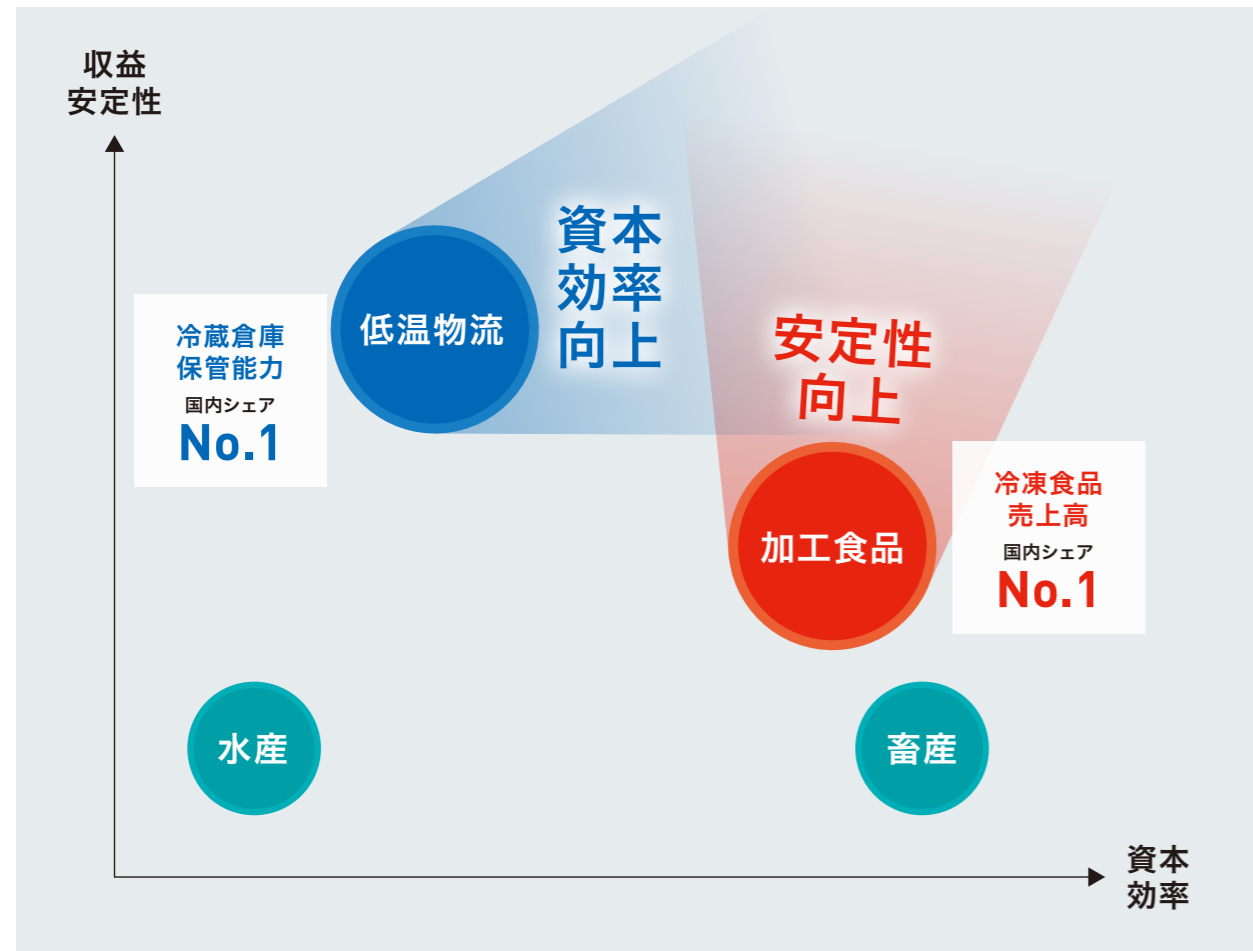 収益
安定性
資本
効率
向上
低温物流
冷蔵倉庫
保管能力
国内シェア
No.1
安定性
向上
加工食品
冷凍食品
売上高
国内シェア
No.1
水産
畜産
資本
効率